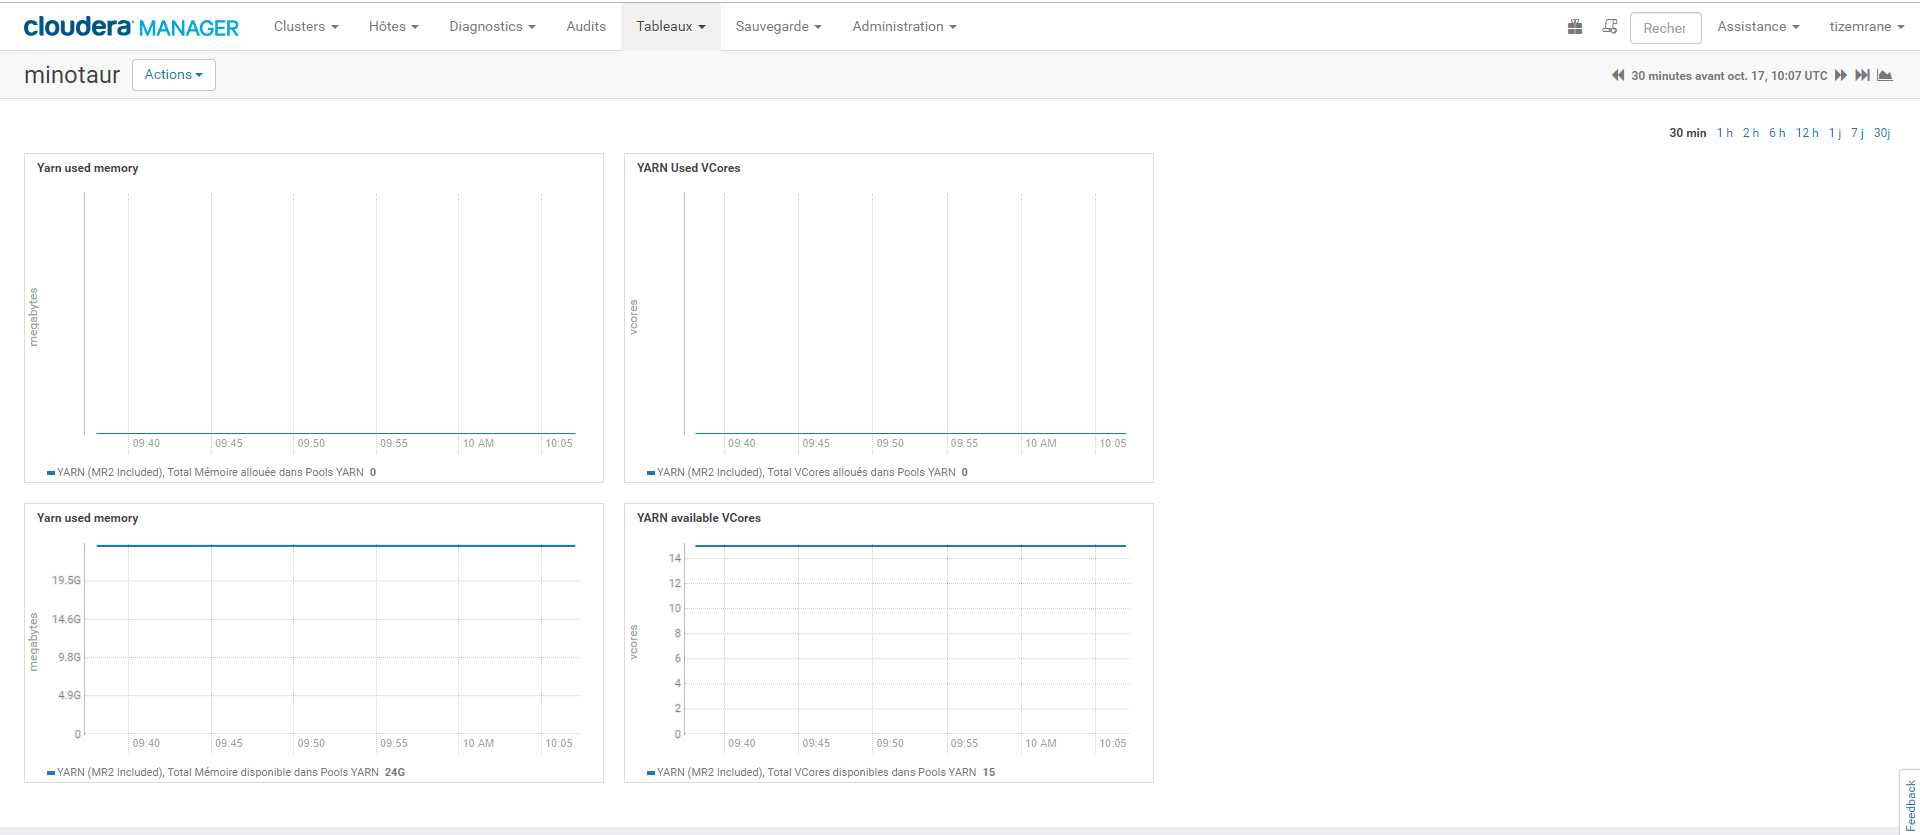 cloudera MANAGER Clusters Hôtes Diagnostics Audits Tableaux Sauvegarde Administration Recher Assistance tizemrane
minotaur Actions 30 minutes avant oct. 17, 10:07 UTC
30 min 1 h 2 h 6 h 12 h 1 j 7 j 30j
Yarn used memory
megabytes
09:40 09:45 09:50 09:55 10 AM 10:05
YARN (MR2 Included), Total Mémoire allouée dans Pools YARN 0
YARN Used VCores
vcores
09:40 09:45 09:50 09:55 10 AM 10:05
YARN (MR2 Included), Total VCores alloués dans Pools YARN 0
Yarn used memory
megabytes
19.5G
14.6G
9.8G
4.9G
0
09:40 09:45 09:50 09:55 10 AM 10:05
YARN (MR2 Included), Total Mémoire disponible dans Pools YARN 24G
YARN available VCores
vcores
14
12
10
8
6
4
2
0
09:40 09:45 09:50 09:55 10 AM 10:05
YARN (MR2 Included), Total VCores disponibles dans Pools YARN 15
Feedback